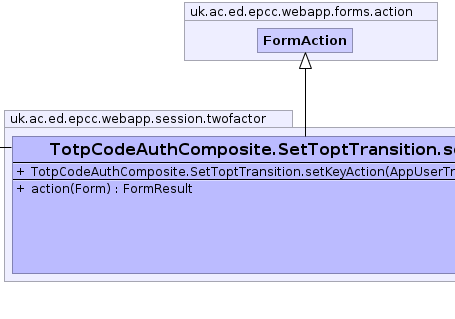 uk.ac.ed.epcc.webapp.forms.action
FormAction
uk.ac.ed.epcc.webapp.session.twofactor
TotpCodeAuthComposite.SetToptTransition.se
+ TotpCodeAuthComposite.SetToptTransition.setKeyAction(AppUserTr
+ action(Form) : FormResult